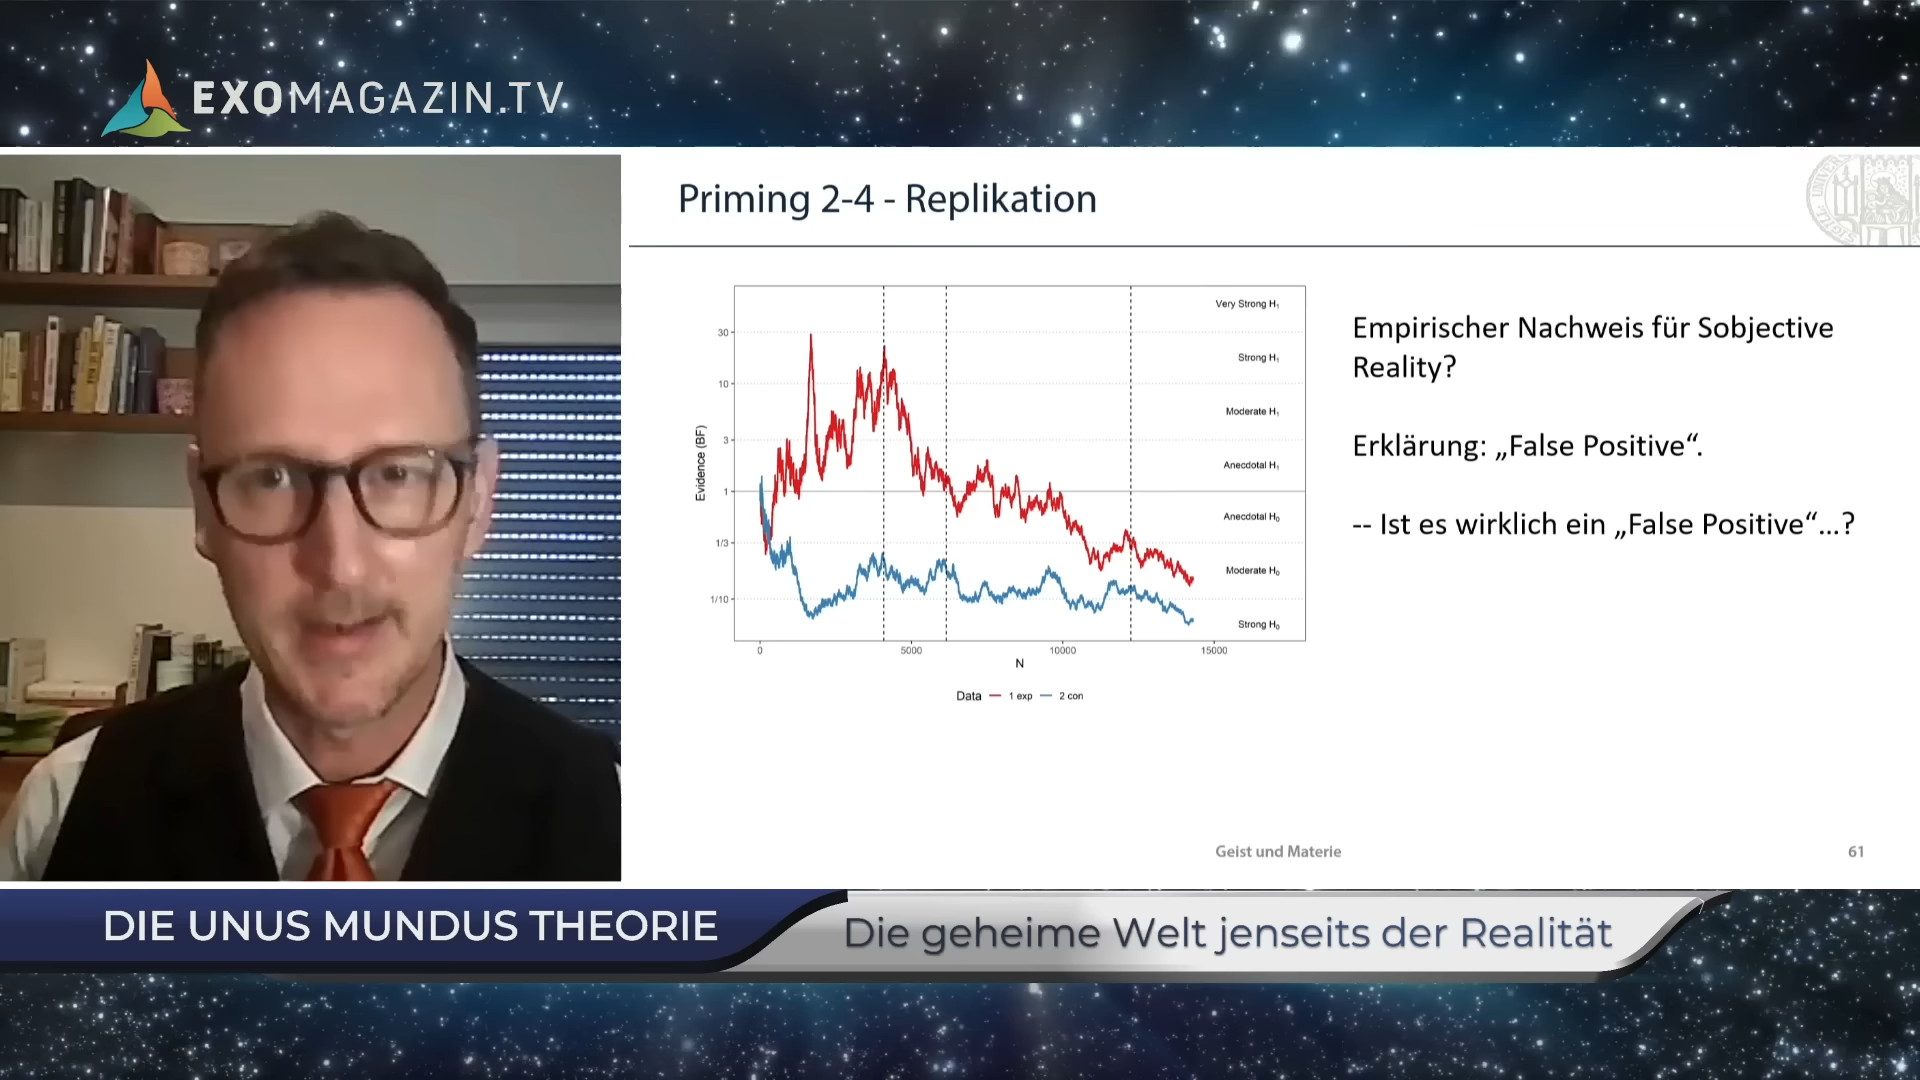 EXOMAGAZIN.TV
Priming 2-4 - Replikation
Very Strong H₁
30
Strong H₁
10
Moderate H₁
3
Anecdotal H₁
1
Anecdotal H₀
1/3
Moderate H₀
1/10
Strong H₀
Evidence (BF)
0
5000
10000
15000
N
Data 1 exp 2 con
Empirischer Nachweis für Sobjective
Reality?
Erklärung: „False Positive“.
-- Ist es wirklich ein „False Positive“...?
Geist und Materie
61
DIE UNUS MUNDUS THEORIE
Die geheime Welt jenseits der Realität